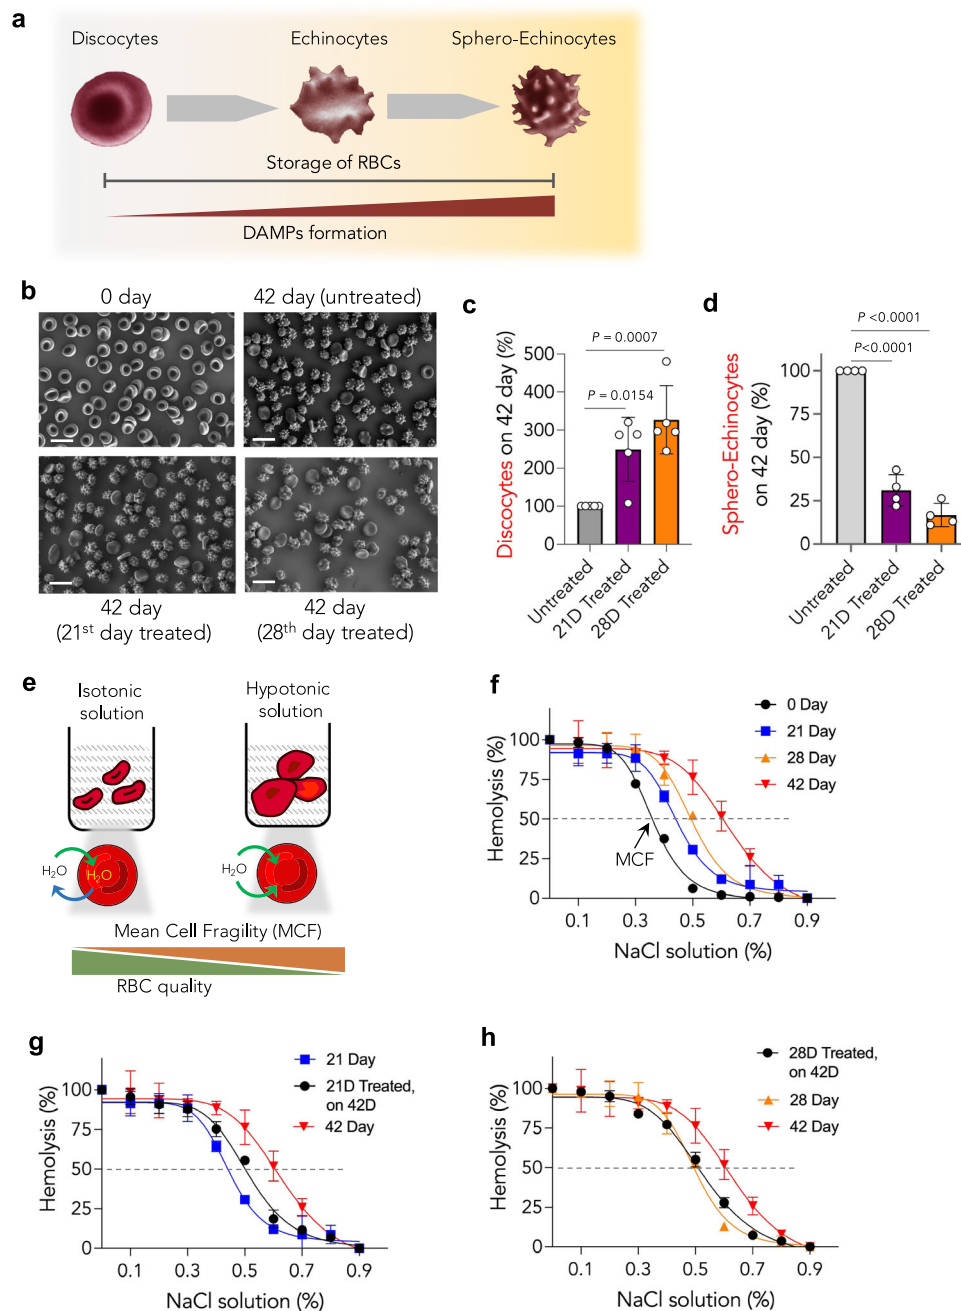 a
Discocytes
Echinocytes
Sphero-Echinocytes
Storage of RBCs
DAMPs formation
b
0 day
42 day (untreated)
42 day
(21st day treated)
42 day
(28th day treated)
c
Discocytes on 42 day (%)
P = 0.0007
P = 0.0154
500
400
300
200
100
0
Untreated
21D Treated
28D Treated
d
Sphero-Echinocytes
on 42 day (%)
P <0.0001
P<0.0001
100
75
50
25
0
Untreated
21D Treated
28D Treated
e
Isotonic
solution
Hypotonic
solution
H2O
H2O
H2O
Mean Cell Fragility (MCF)
RBC quality
f
0 Day
21 Day
28 Day
42 Day
Hemolysis (%)
100
75
50
25
0
MCF
0.1
0.3
0.5
0.7
0.9
NaCl solution (%)
g
21 Day
21D Treated,
on 42D
42 Day
Hemolysis (%)
100
75
50
25
0
0.1
0.3
0.5
0.7
0.9
NaCl solution (%)
h
28D Treated,
on 42D
28 Day
42 Day
Hemolysis (%)
100
75
50
25
0
0.1
0.3
0.5
0.7
0.9
NaCl solution (%)